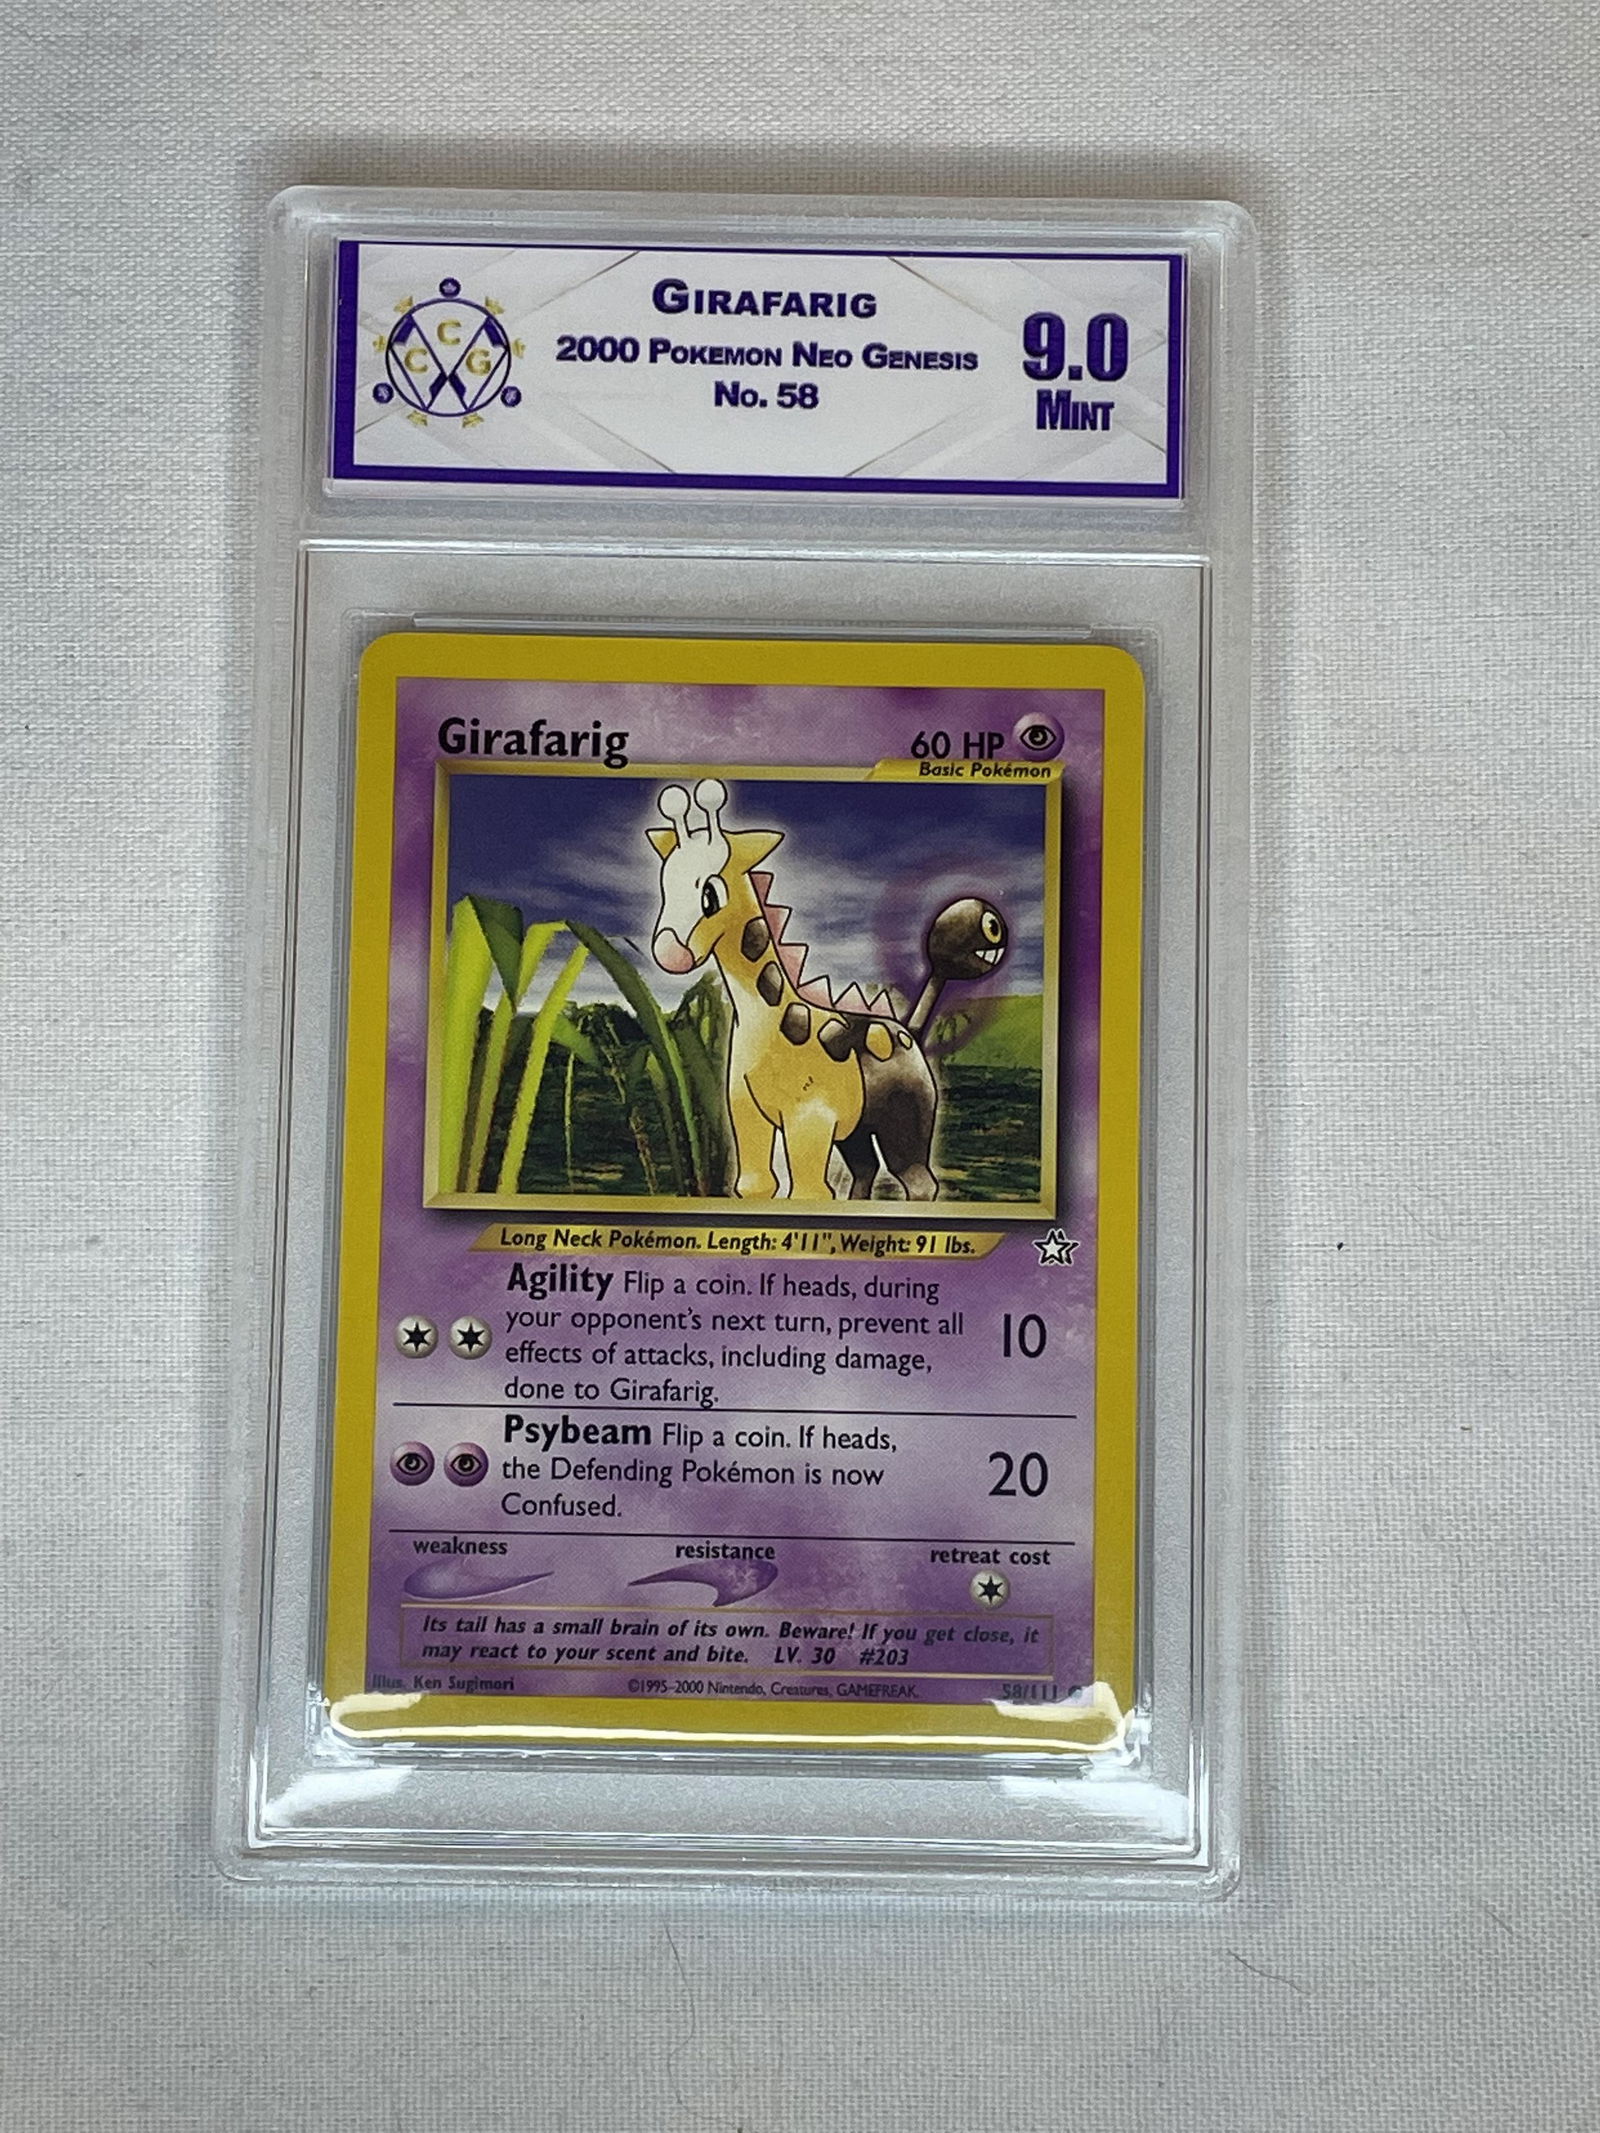 C
C G
GIRAFARIG
2000 POKEMON NEO GENESIS
No. 58
9.0
MINT
Girafarig
60 HP
Basic Pokémon
Long Neck Pokémon. Length: 4'11", Weight: 91 lbs.
Agility Flip a coin. If heads, during
your opponent's next turn, prevent all
effects of attacks, including damage,
done to Girafarig.
10
Psybeam Flip a coin. If heads,
the Defending Pokémon is now
Confused.
20
weakness
resistance
retreat cost
Its tail has a small brain of its own. Beware! If you get close, it
may react to your scent and bite. LV. 30 #203
Illus. Ken Sugimori
©1995-2000 Nintendo, Creatures, GAMEFREAK.
58/111